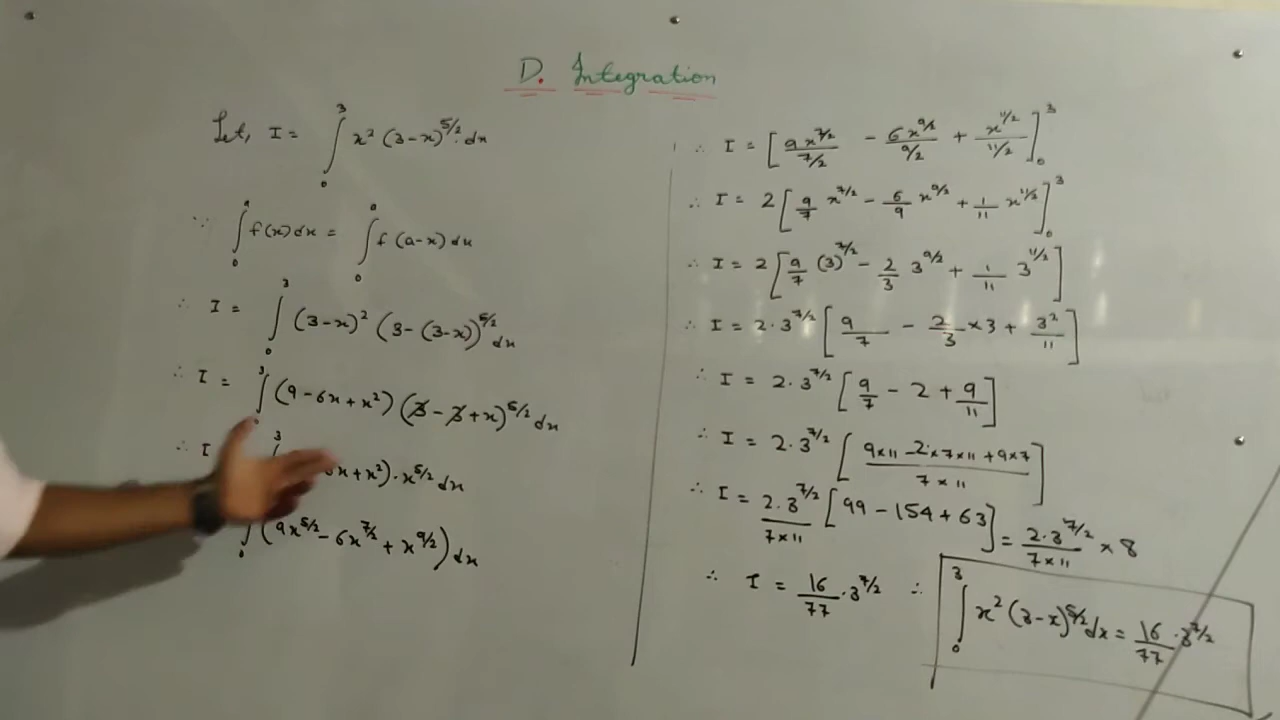 D. Integration
Let, I = ∫₀³ x² (3-x)^5/2 . dx
∵ ∫₀ᵃ f(x) dx = ∫₀ᵃ f(a-x) dx
∴ I = ∫₀³ (3-x)² (3-(3-x))^5/2 dx
∴ I = ∫₀³ (9-6x+x²) (3-3+x)^5/2 dx
∴ I x+x²) . x^5/2 dx
∫₀ (9x^5/2 - 6x^7/2 + x^9/2) dx
∴ I = [9x^7/2 / 7/2 - 6x^9/2 / 9/2 + x^11/2 / 11/2]₀³
∴ I = 2 [9/7 x^7/2 - 6/9 x^9/2 + 1/11 x^11/2]₀³
∴ I = 2 [9/7 (3)^7/2 - 2/3 3^9/2 + 1/11 3^11/2]
∴ I = 2 . 3^7/2 [9/7 - 2/3 × 3 + 3²/11]
∴ I = 2 . 3^7/2 [9/7 - 2 + 9/11]
∴ I = 2 . 3^7/2 [9×11 - 2×7×11 + 9×7 / 7×11]
∴ I = 2 . 3^7/2 / 7×11 [99 - 154 + 63] = 2 . 3^7/2 / 7×11 × 8
∴ I = 16/77 . 3^7/2 ∴ ∫₀³ x² (3-x)^5/2 dx = 16/77 . 3^7/2